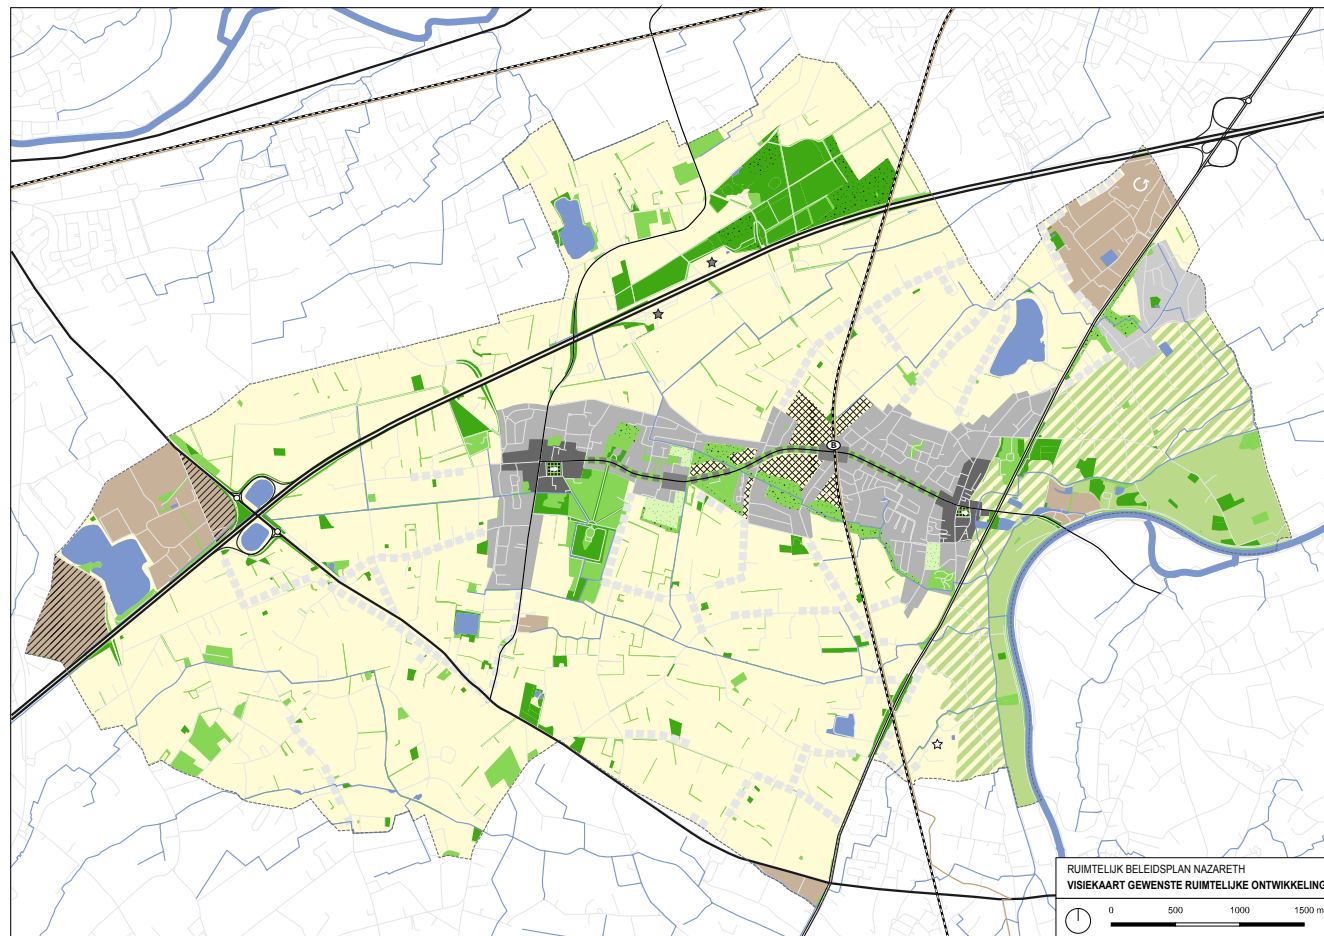 B
RUIMTELIJK BELEIDSPLAN NAZARETH
VISIEKAART GEWENSTE RUIMTELIJKE ONTWIKKELING
0 500 1000 1500 m